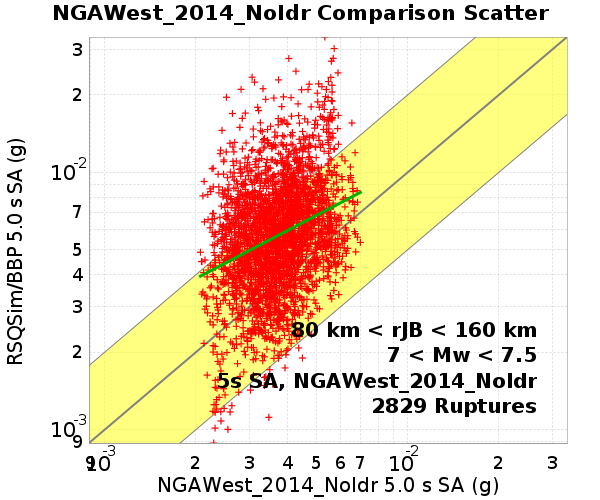 NGAWest_2014_NoIdr Comparison Scatter
3
2
10-2
7
5
4
3
2
10-3
9
RSQSim/BBP 5.0 s SA (g)
80 km < rJB < 160 km
7 < Mw < 7.5
5s SA, NGAWest_2014_NoIdr
2829 Ruptures
9 10-3 2 3 4 5 6 7 10-2 2 3
NGAWest_2014_NoIdr 5.0 s SA (g)